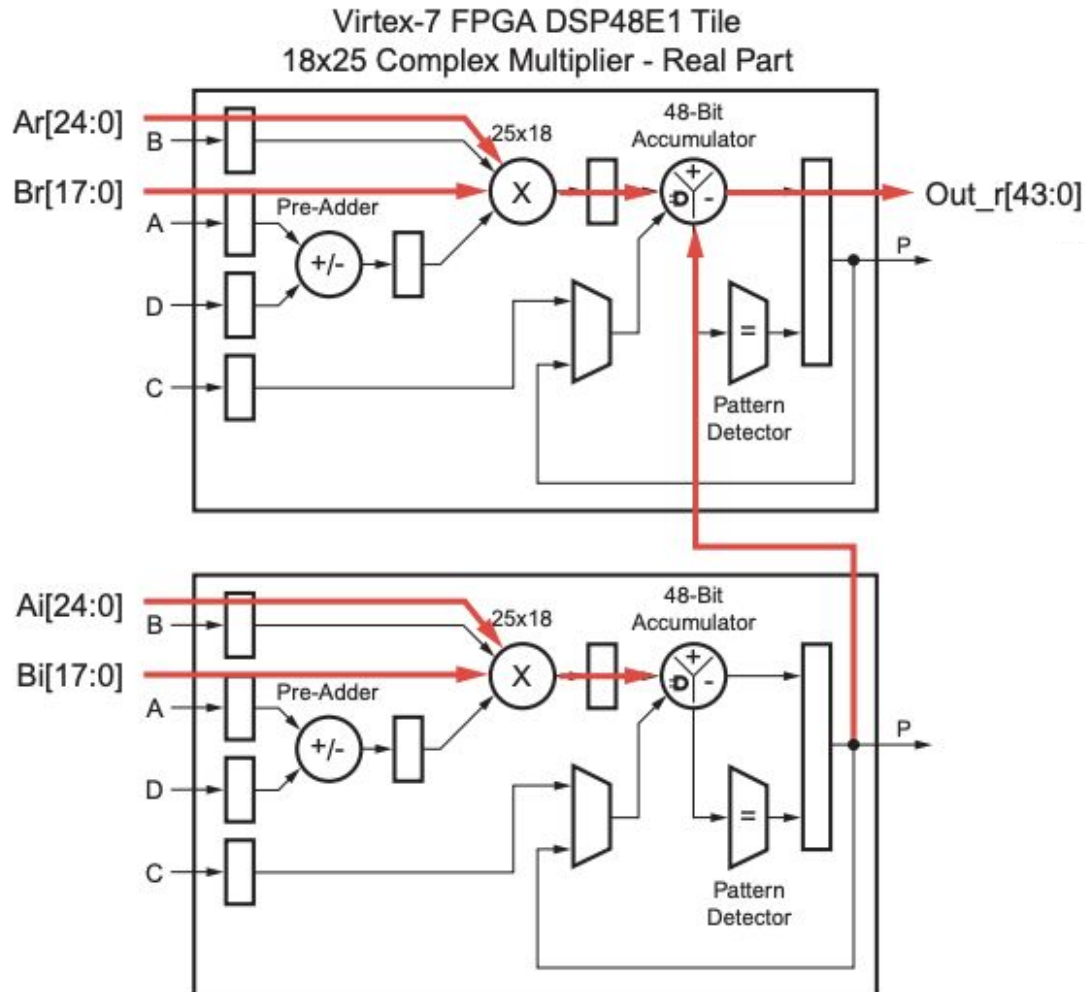 Virtex-7 FPGA DSP48E1 Tile
18x25 Complex Multiplier - Real Part
Ar[24:0]
B
25x18
48-Bit
Accumulator
Br[17:0]
X
+
-
Out_r[43:0]
A
Pre-Adder
+/-
P
D
=
C
Pattern
Detector
Ai[24:0]
B
25x18
48-Bit
Accumulator
Bi[17:0]
X
+
-
A
Pre-Adder
+/-
P
D
=
C
Pattern
Detector